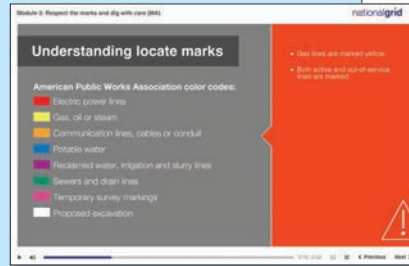 Module 3: Respect the marks and dig with care (MA)
nationalgrid
Understanding locate marks
American Public Works Association color codes:
Electric power lines
Gas, oil or steam
Communication lines, cables or conduit
Potable water
Reclaimed water, irrigation and slurry lines
Sewers and drain lines
Temporary survey markings
Proposed excavation
• Gas lines are marked yellow.
• Both active and out-of-service
lines are marked
< Previous
Next